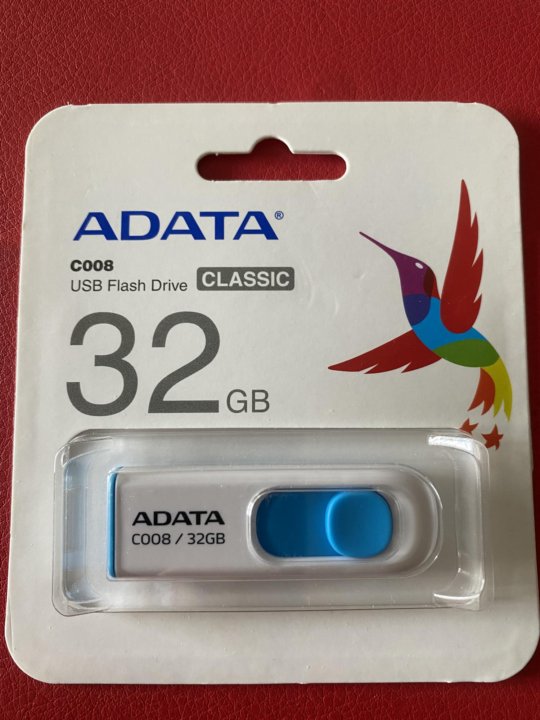 ADATA®
C008
USB Flash Drive CLASSIC
32GB
ADATA
C008 / 32GB